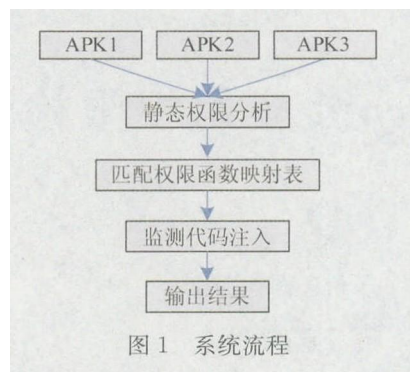 APK1 APK2 APK3
静态权限分析
匹配权限函数映射表
监测代码注入
输出结果
图 1 系统流程